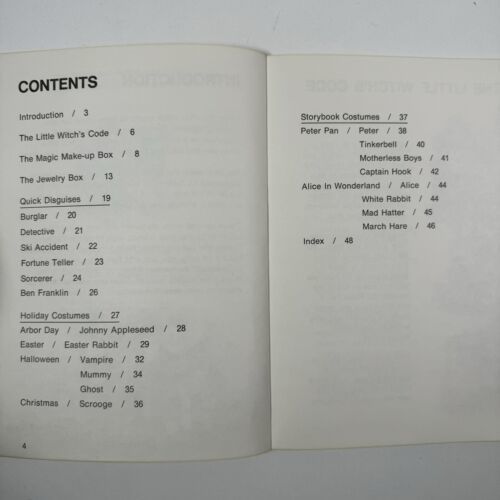 CONTENTS
Introduction / 3
The Little Witch's Code / 6
The Magic Make-up Box / 8
The Jewelry Box / 13
Quick Disguises / 19
Burglar / 20
Detective / 21
Ski Accident / 22
Fortune Teller / 23
Sorcerer / 24
Ben Franklin / 26
Holiday Costumes / 27
Arbor Day / Johnny Appleseed / 28
Easter / Easter Rabbit / 29
Halloween / Vampire / 32
Mummy / 34
Ghost / 35
Christmas / Scrooge / 36
4
Storybook Costumes / 37
Peter Pan / Peter / 38
Tinkerbell / 40
Motherless Boys / 41
Captain Hook / 42
Alice In Wonderland / Alice / 44
White Rabbit / 44
Mad Hatter / 45
March Hare / 46
Index / 48